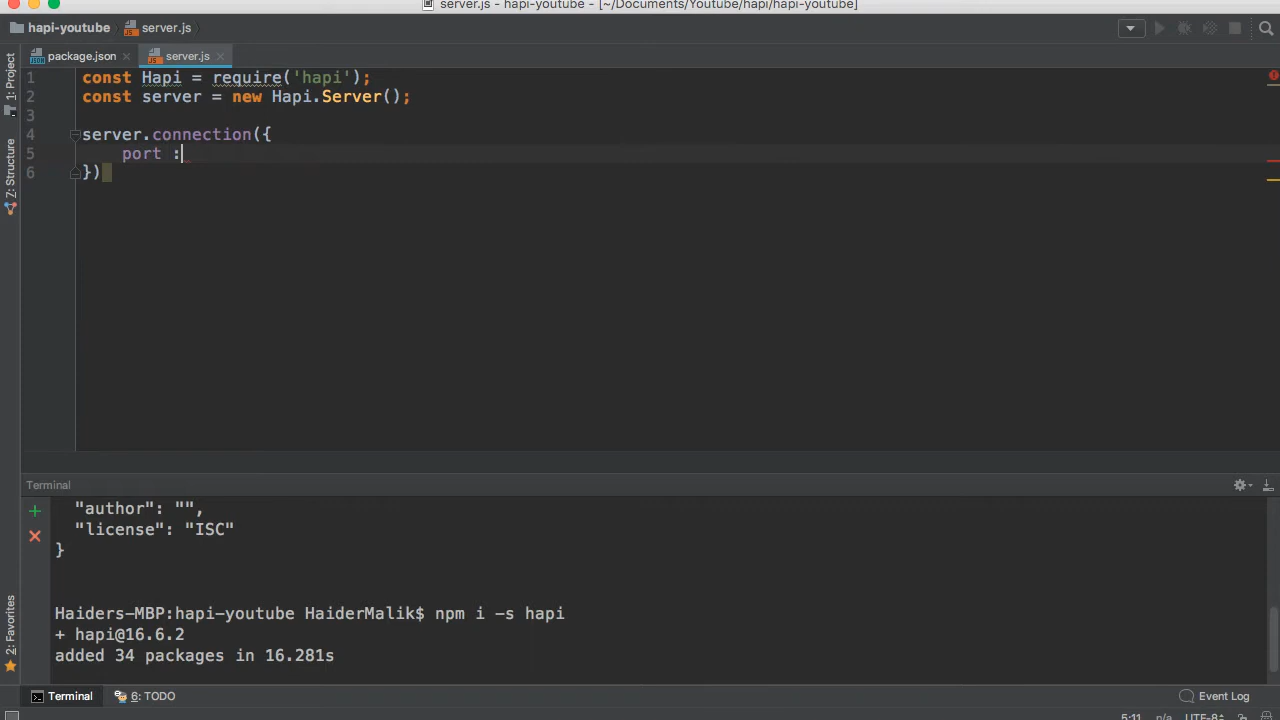 server.js - hapi-youtube - [~/Documents/Youtube/hapi/hapi-youtube]
hapi-youtube
server.js
package.json
server.js
1: Project
Z: Structure
2: Favorites
1 const Hapi = require('hapi');
2 const server = new Hapi.Server();
3
4 server.connection({
5 port :
6 })
Terminal
"author": "",
"license": "ISC"
}
Haiders-MBP:hapi-youtube HaiderMalik$ npm i -s hapi
+ hapi@16.6.2
added 34 packages in 16.281s
Terminal
6: TODO
Event Log
5:11 n/a UTF-8